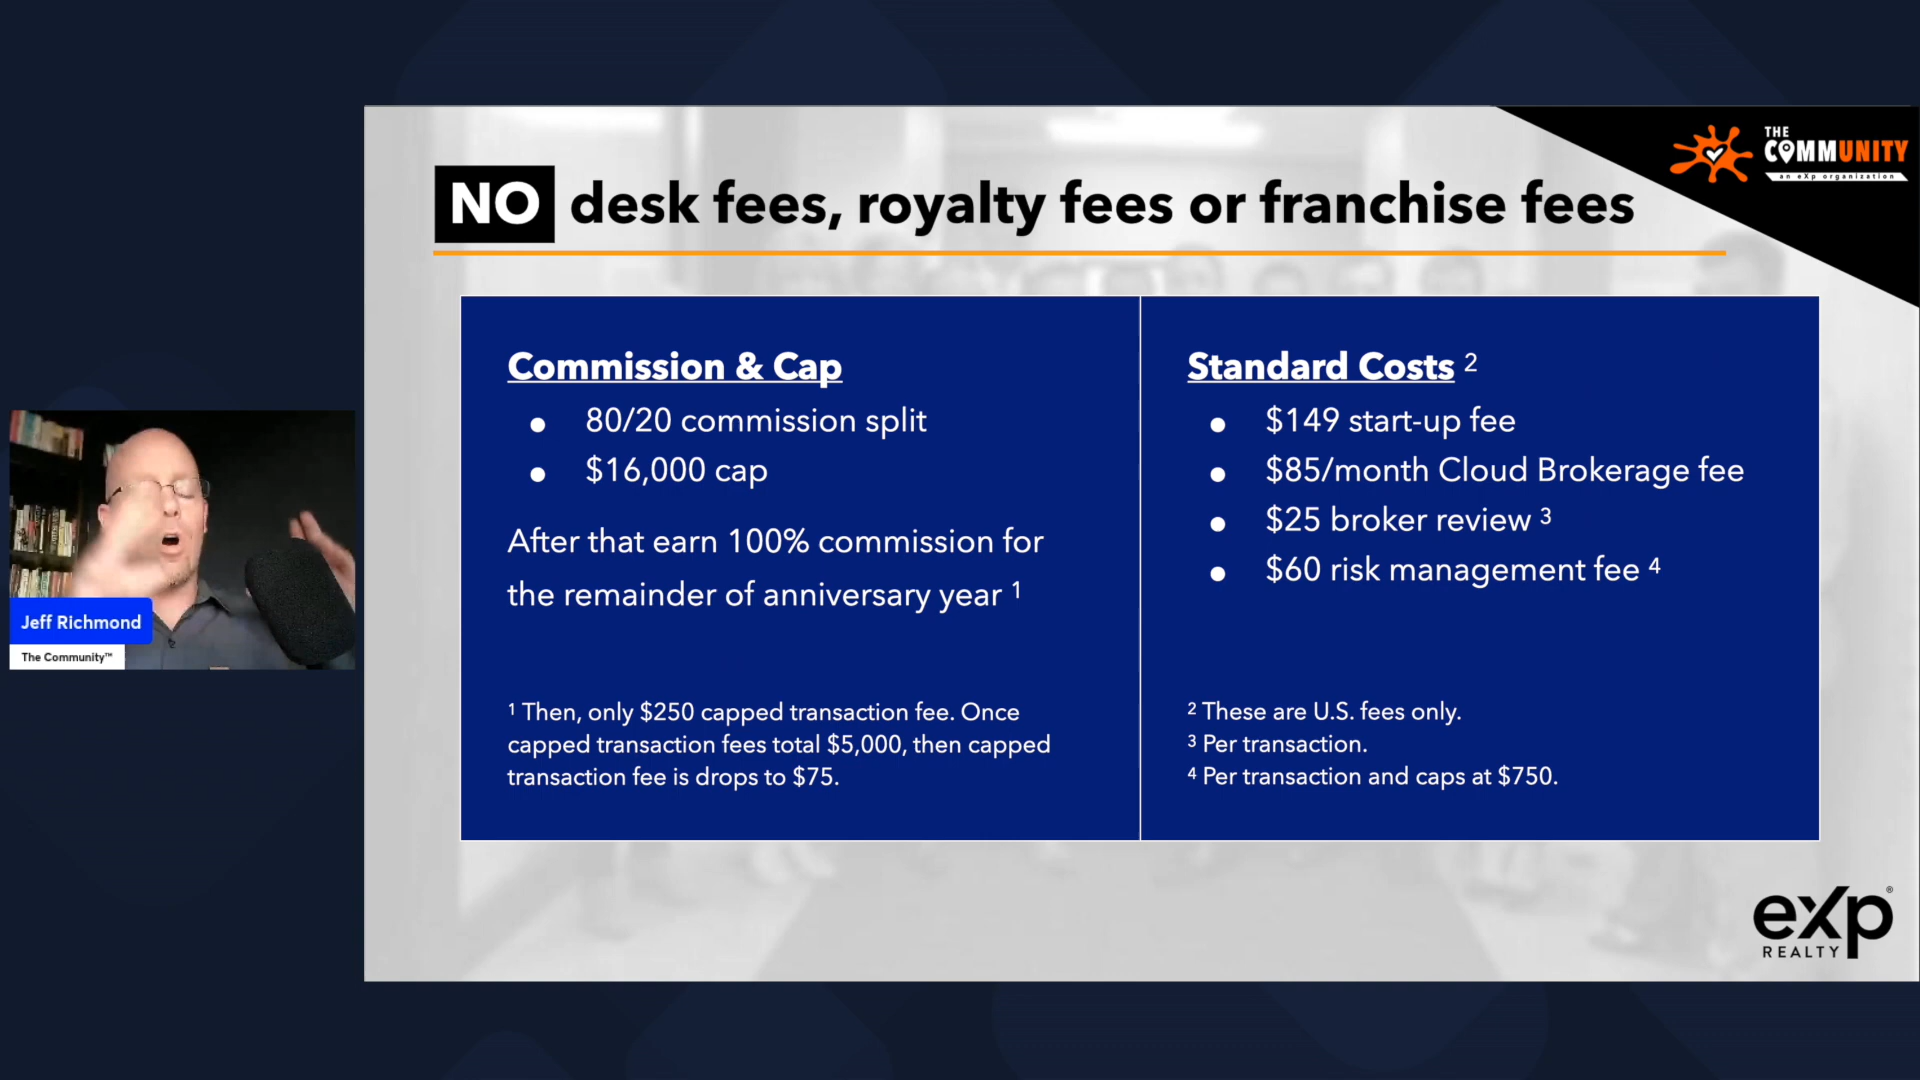 THE
COMMUNITY
an eXp organization
NO desk fees, royalty fees or franchise fees
Commission & Cap
● 80/20 commission split
● $16,000 cap
After that earn 100% commission for
the remainder of anniversary year ¹
¹ Then, only $250 capped transaction fee. Once
capped transaction fees total $5,000, then capped
transaction fee is drops to $75.
Standard Costs ²
● $149 start-up fee
● $85/month Cloud Brokerage fee
● $25 broker review ³
● $60 risk management fee ⁴
² These are U.S. fees only.
³ Per transaction.
⁴ Per transaction and caps at $750.
Jeff Richmond
The Community™
eXp®
REALTY